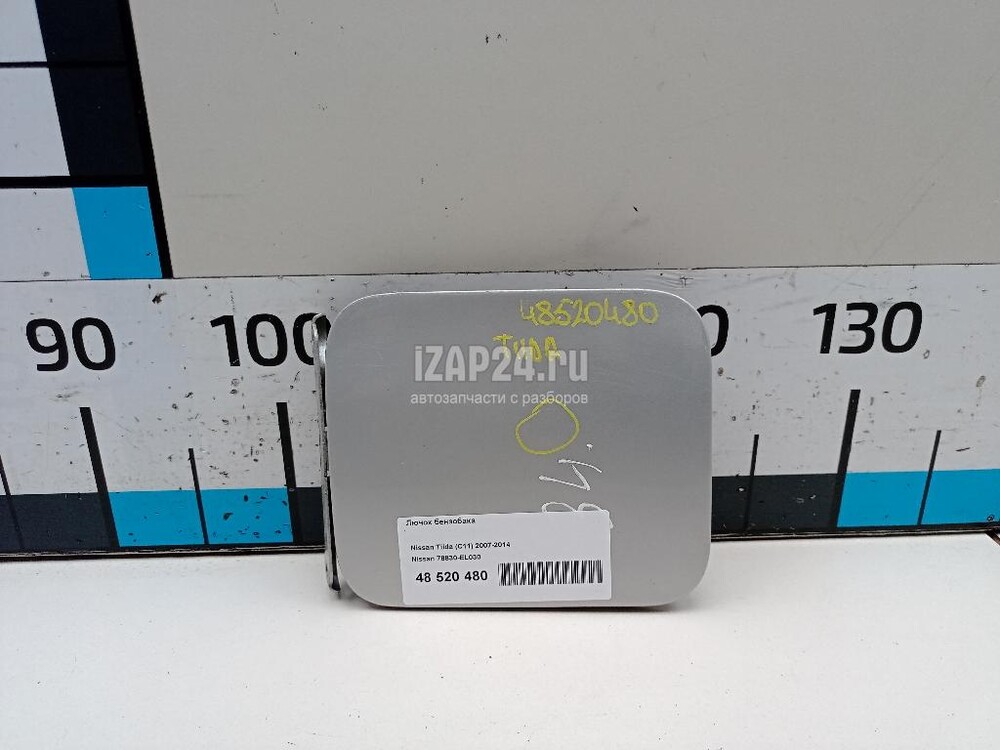 90 100 0 130
48520480
TIIDA
iZAP24.ru
автозапчасти с разборов
Лючок бензобака
Nissan Tiida (C11) 2007-2014
Nissan 78830-EL030
48 520 480